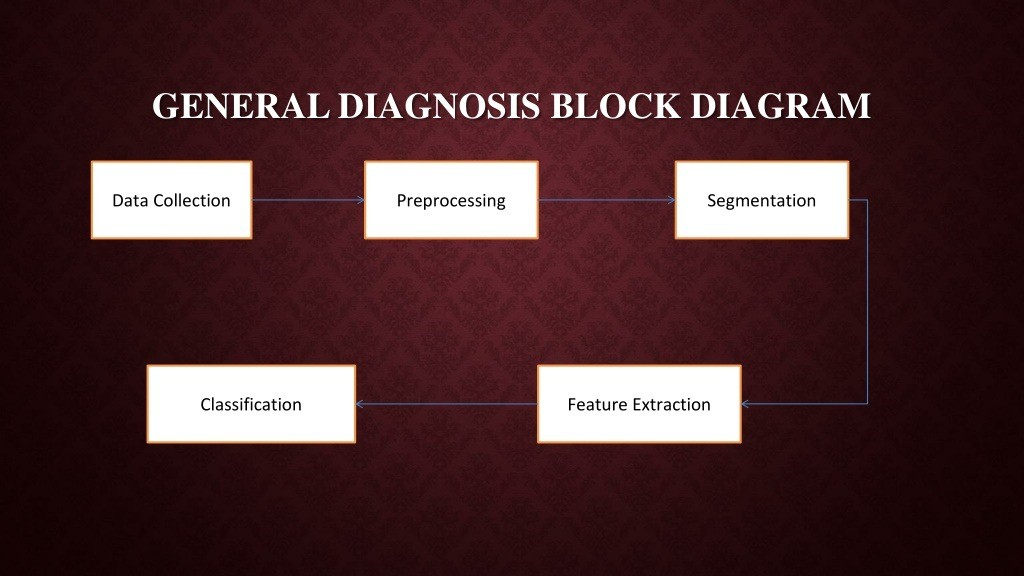 GENERAL DIAGNOSIS BLOCK DIAGRAM
Data Collection
Preprocessing
Segmentation
Classification
Feature Extraction